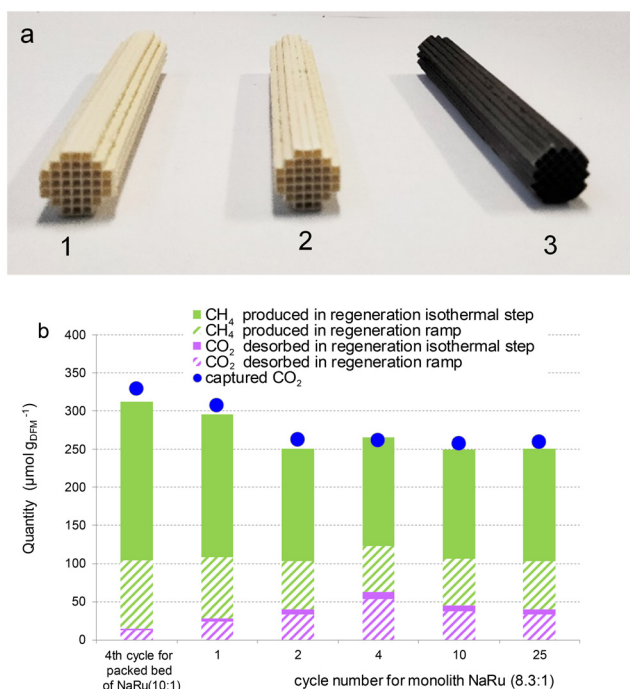 a
1
2
3
b
CH₄ produced in regeneration isothermal step
CH₄ produced in regeneration ramp
CO₂ desorbed in regeneration isothermal step
CO₂ desorbed in regeneration ramp
captured CO₂
Quantity (µmol g_DFM⁻¹)
400
350
300
250
200
150
100
50
0
4th cycle for
packed bed
of NaRu(10:1)
1
2
4
10
25
cycle number for monolith NaRu (8.3:1)